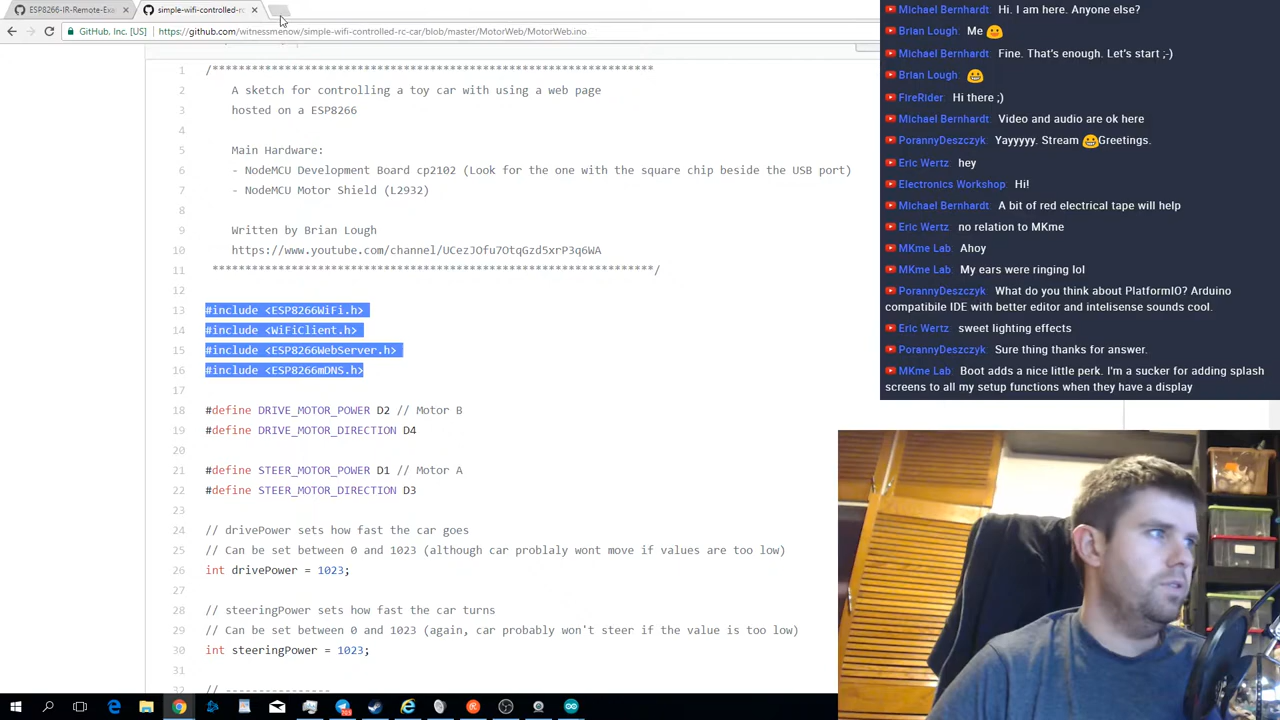 ESP8266-IR-Remote-Exa
simple-wifi-controlled-rc
GitHub, Inc. [US]
https://github.com/witnessmenow/simple-wifi-controlled-rc-car/blob/master/MotorWeb/MotorWeb.ino
1 /*******************************************************************
2 A sketch for controlling a toy car with using a web page
3 hosted on a ESP8266
4
5 Main Hardware:
6 - NodeMCU Development Board cp2102 (Look for the one with the square chip beside the USB port)
7 - NodeMCU Motor Shield (L2932)
8
9 Written by Brian Lough
10 https://www.youtube.com/channel/UCezJOfu7OtqGzd5xrP3q6WA
11 *******************************************************************/
12
13 #include <ESP8266WiFi.h>
14 #include <WiFiClient.h>
15 #include <ESP8266WebServer.h>
16 #include <ESP8266mDNS.h>
17
18 #define DRIVE_MOTOR_POWER D2 // Motor B
19 #define DRIVE_MOTOR_DIRECTION D4
20
21 #define STEER_MOTOR_POWER D1 // Motor A
22 #define STEER_MOTOR_DIRECTION D3
23
24 // drivePower sets how fast the car goes
25 // Can be set between 0 and 1023 (although car problaly wont move if values are too low)
26 int drivePower = 1023;
27
28 // steeringPower sets how fast the car turns
29 // Can be set between 0 and 1023 (again, car probably won't steer if the value is too low)
30 int steeringPower = 1023;
31
32 // ----------------
Michael Bernhardt: Hi. I am here. Anyone else?
Brian Lough: Me 😀
Michael Bernhardt: Fine. That's enough. Let's start ;-)
Brian Lough: 😁
FireRider: Hi there ;)
Michael Bernhardt: Video and audio are ok here
PorannyDeszczyk: Yayyyyy. Stream 😁Greetings.
Eric Wertz: hey
Electronics Workshop: Hi!
Michael Bernhardt: A bit of red electrical tape will help
Eric Wertz: no relation to MKme
MKme Lab: Ahoy
MKme Lab: My ears were ringing lol
PorannyDeszczyk: What do you think about PlatformIO? Arduino
compatibile IDE with better editor and intelisense sounds cool.
Eric Wertz: sweet lighting effects
PorannyDeszczyk: Sure thing thanks for answer.
MKme Lab: Boot adds a nice little perk. I'm a sucker for adding splash
screens to all my setup functions when they have a display